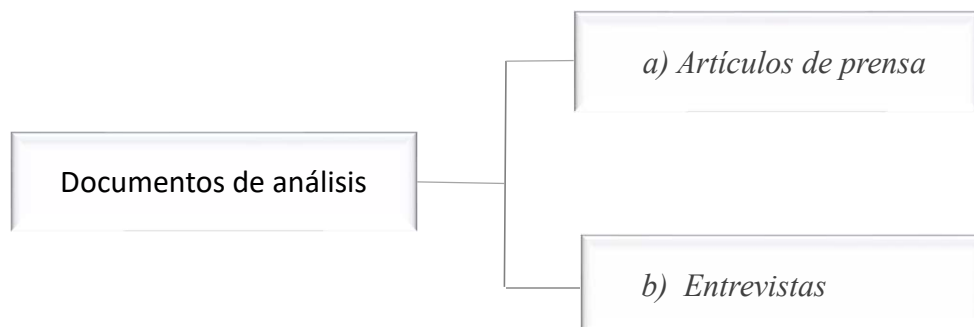 a) Artículos de prensa
Documentos de análisis
b) Entrevistas